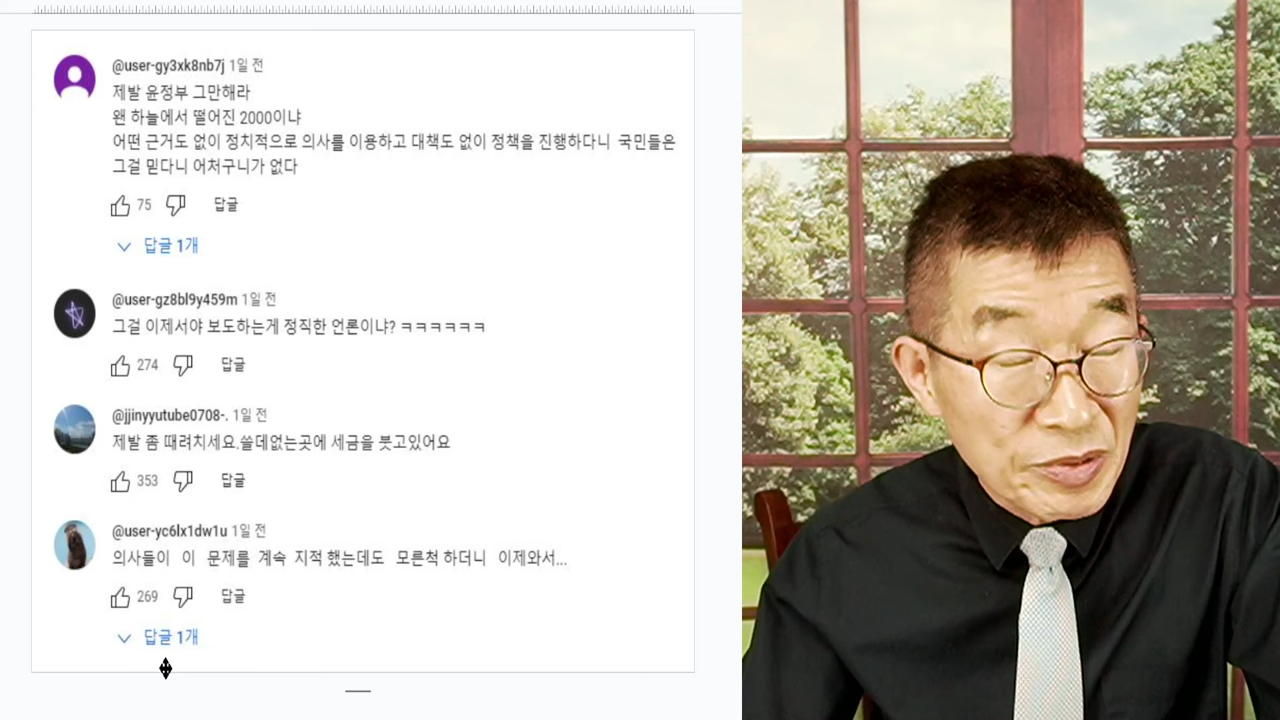 @user-gy3xk8nb7j 1일 전
제발 윤정부 그만해라
왠 하늘에서 떨어진 2000이냐
어떤 근거도 없이 정치적으로 의사를 이용하고 대책도 없이 정책을 진행하다니 국민들은
그걸 믿다니 어처구니가 없다
75 답글
답글 1개
@user-gz8bl9y459m 1일 전
그걸 이제서야 보도하는게 정직한 언론이냐? ㅋㅋㅋㅋㅋㅋ
274 답글
@jjinyyutube0708-. 1일 전
제발 좀 때려치세요.쓸데없는곳에 세금을 붓고있어요
353 답글
@user-yc6lx1dw1u 1일 전
의사들이 이 문제를 계속 지적 했는데도 모른척 하더니 이제와서...
269 답글
답글 1개